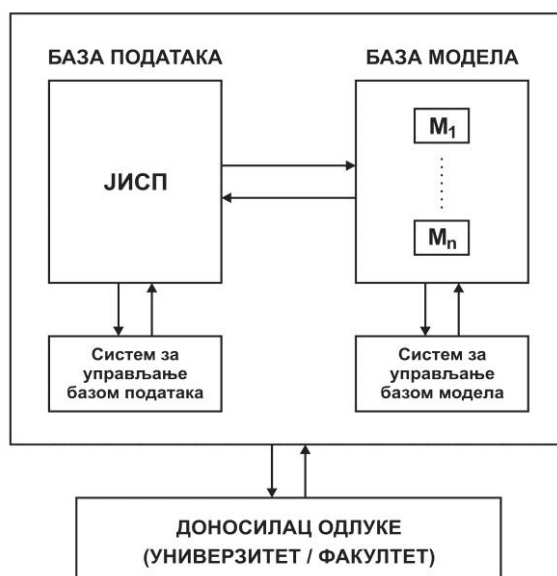 БАЗА ПОДАТАКА
БАЗА МОДЕЛА
ЈИСП
M1
Mn
Систем за
управљање
базом података
Систем за
управљање
базом модела
ДОНОСИЛАЦ ОДЛУКЕ
(УНИВЕРЗИТЕТ / ФАКУЛТЕТ)